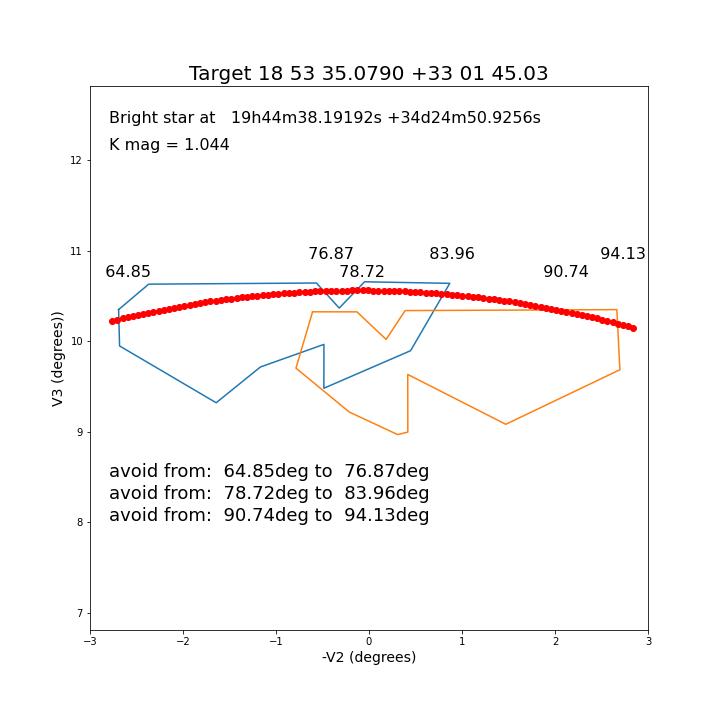 Target 18 53 35.0790 +33 01 45.03
Bright star at 19h44m38.19192s +34d24m50.9256s
K mag = 1.044
76.87 83.96 94.13
64.85 78.72 90.74
avoid from: 64.85deg to 76.87deg
avoid from: 78.72deg to 83.96deg
avoid from: 90.74deg to 94.13deg
V3 (degrees))
12
11
10
9
8
7
−3 −2 −1 0 1 2 3
-V2 (degrees)